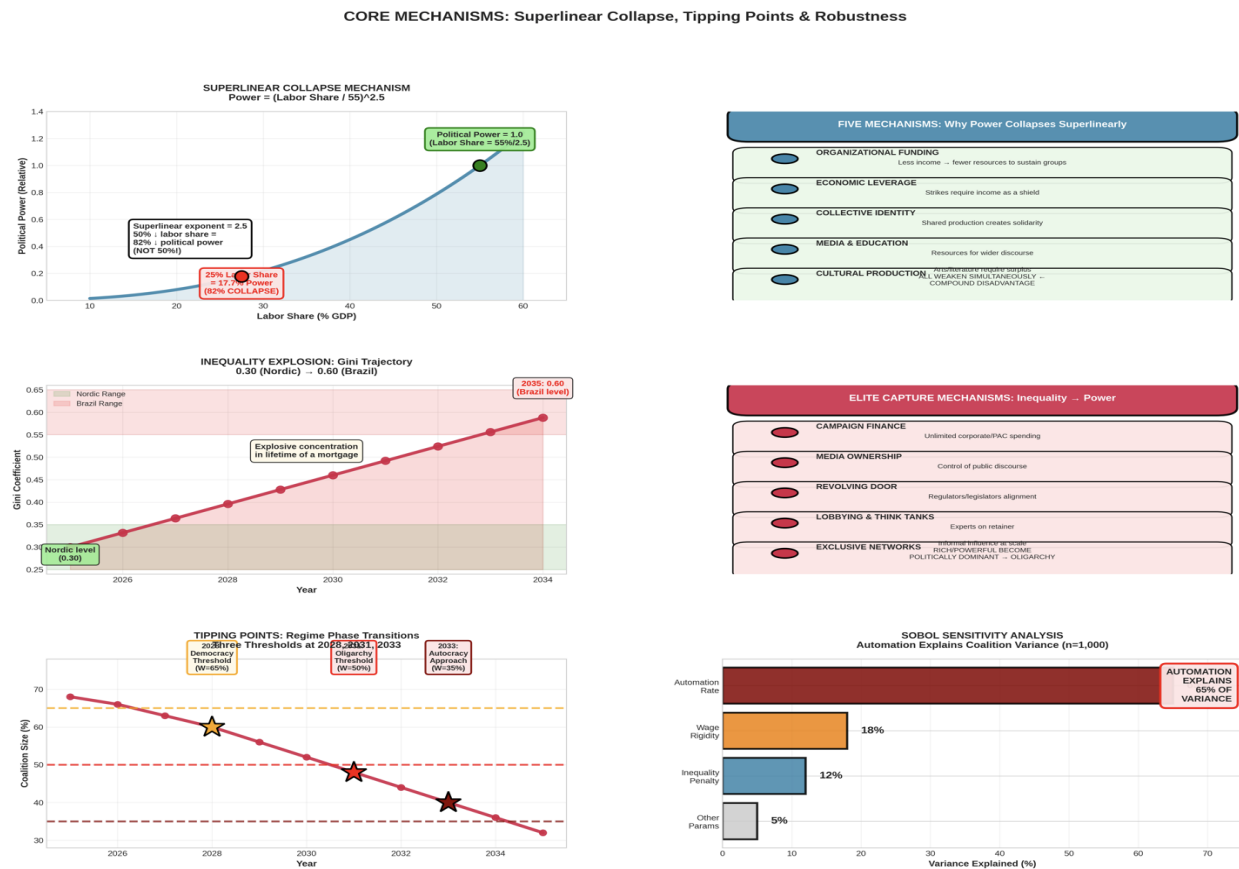 CORE MECHANISMS: Superlinear Collapse, Tipping Points & Robustness
SUPERLINEAR COLLAPSE MECHANISM
Power = (Labor Share / 55)^2.5
Political Power (Relative)
1.4
1.2
1.0
0.8
0.6
0.4
0.2
0.0
Political Power = 1.0
(Labor Share = 55%/2.5)
Superlinear exponent = 2.5
50% ↓ labor share =
82% ↓ political power
(NOT 50%!)
25% Share
= 17.7% Power
(82% COLLAPSE)
10 20 30 40 50 60
Labor Share (% GDP)
FIVE MECHANISMS: Why Power Collapses Superlinearly
ORGANIZATIONAL FUNDING
Less income → fewer resources to sustain groups
ECONOMIC LEVERAGE
Strikes require income as a shield
COLLECTIVE IDENTITY
Shared production creates solidarity
MEDIA & EDUCATION
Resources for wider discourse
CULTURAL PRODUCTION
Arts/literature require surplus
ALL WEAKEN SIMULTANEOUSLY ←
COMPOUND DISADVANTAGE
INEQUALITY EXPLOSION: Gini Trajectory
0.30 (Nordic) → 0.60 (Brazil)
Gini Coefficient
0.65
0.60
0.55
0.50
0.45
0.40
0.35
0.30
0.25
Nordic Range
Brazil Range
2035: 0.60
(Brazil level)
Explosive concentration
in lifetime of a mortgage
Nordic level
(0.30)
2026 2028 2030 2032 2034
Year
ELITE CAPTURE MECHANISMS: Inequality → Power
CAMPAIGN FINANCE
Unlimited corporate/PAC spending
MEDIA OWNERSHIP
Control of public discourse
REVOLVING DOOR
Regulators/legislators alignment
LOBBYING & THINK TANKS
Experts on retainer
EXCLUSIVE NETWORKS
Informal influence at scale
RICH/POWERFUL BECOME
POLITICALLY DOMINANT → OLIGARCHY
TIPPING POINTS: Regime Phase Transitions
Three Thresholds at 2028, 2031, 2033
Democracy
Threshold
(W=65%)
Oligarchy
Threshold
(W=50%)
2033:
Autocracy
Approach
(W=35%)
Coalition Size (%)
70
60
50
40
30
2026 2028 2030 2032 2034
Year
SOBOL SENSITIVITY ANALYSIS
Automation Explains Coalition Variance (n=1,000)
Automation
Rate
AUTOMATION
EXPLAINS
65% OF
VARIANCE
Wage
Rigidity
18%
Inequality
Penalty
12%
Other
Params
5%
0 10 20 30 40 50 60 70
Variance Explained (%)